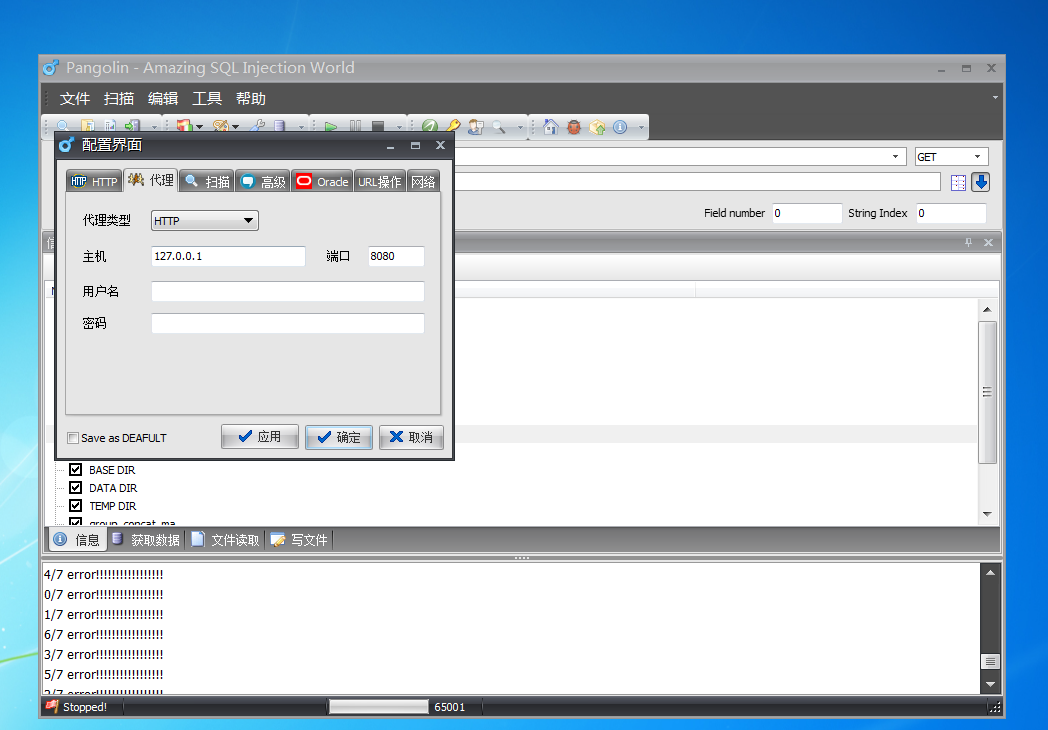 Pangolin - Amazing SQL Injection World
文件 扫描 编辑 工具 帮助
配置界面
GET
HTTP 代理 扫描 高级 Oracle URL操作 网络
代理类型 HTTP
Field number 0 String Index 0
主机 127.0.0.1 端口 8080
用户名
密码
Save as DEAFULT 应用 确定 取消
BASE DIR
DATA DIR
TEMP DIR
group_concat_ma
信息 获取数据 文件读取 写文件
4/7 error!!!!!!!!!!!!!!!!!
0/7 error!!!!!!!!!!!!!!!!!
1/7 error!!!!!!!!!!!!!!!!!
6/7 error!!!!!!!!!!!!!!!!!
3/7 error!!!!!!!!!!!!!!!!!
5/7 error!!!!!!!!!!!!!!!!!
2/7 error!!!!!!!!!!!!!!!!!
Stopped! 65001